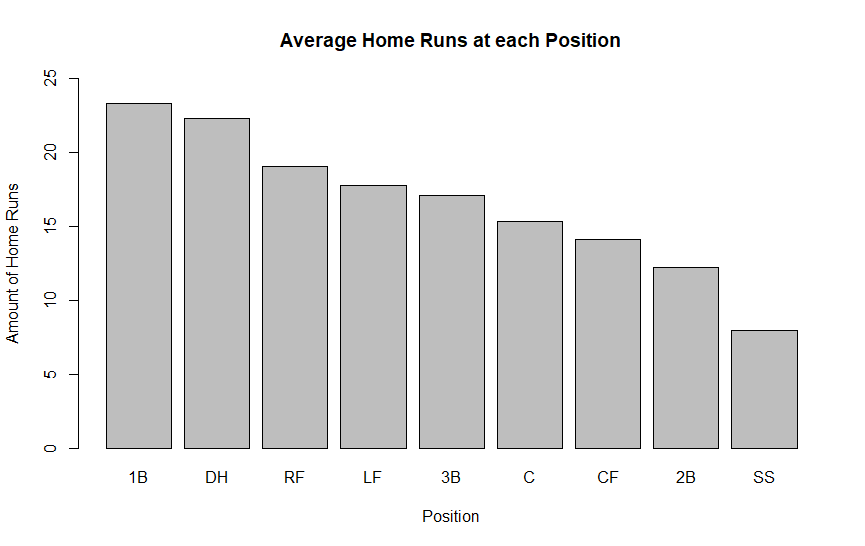 Average Home Runs at each Position
Amount of Home Runs
25
20
15
10
5
0
1B DH RF LF 3B C CF 2B SS
Position